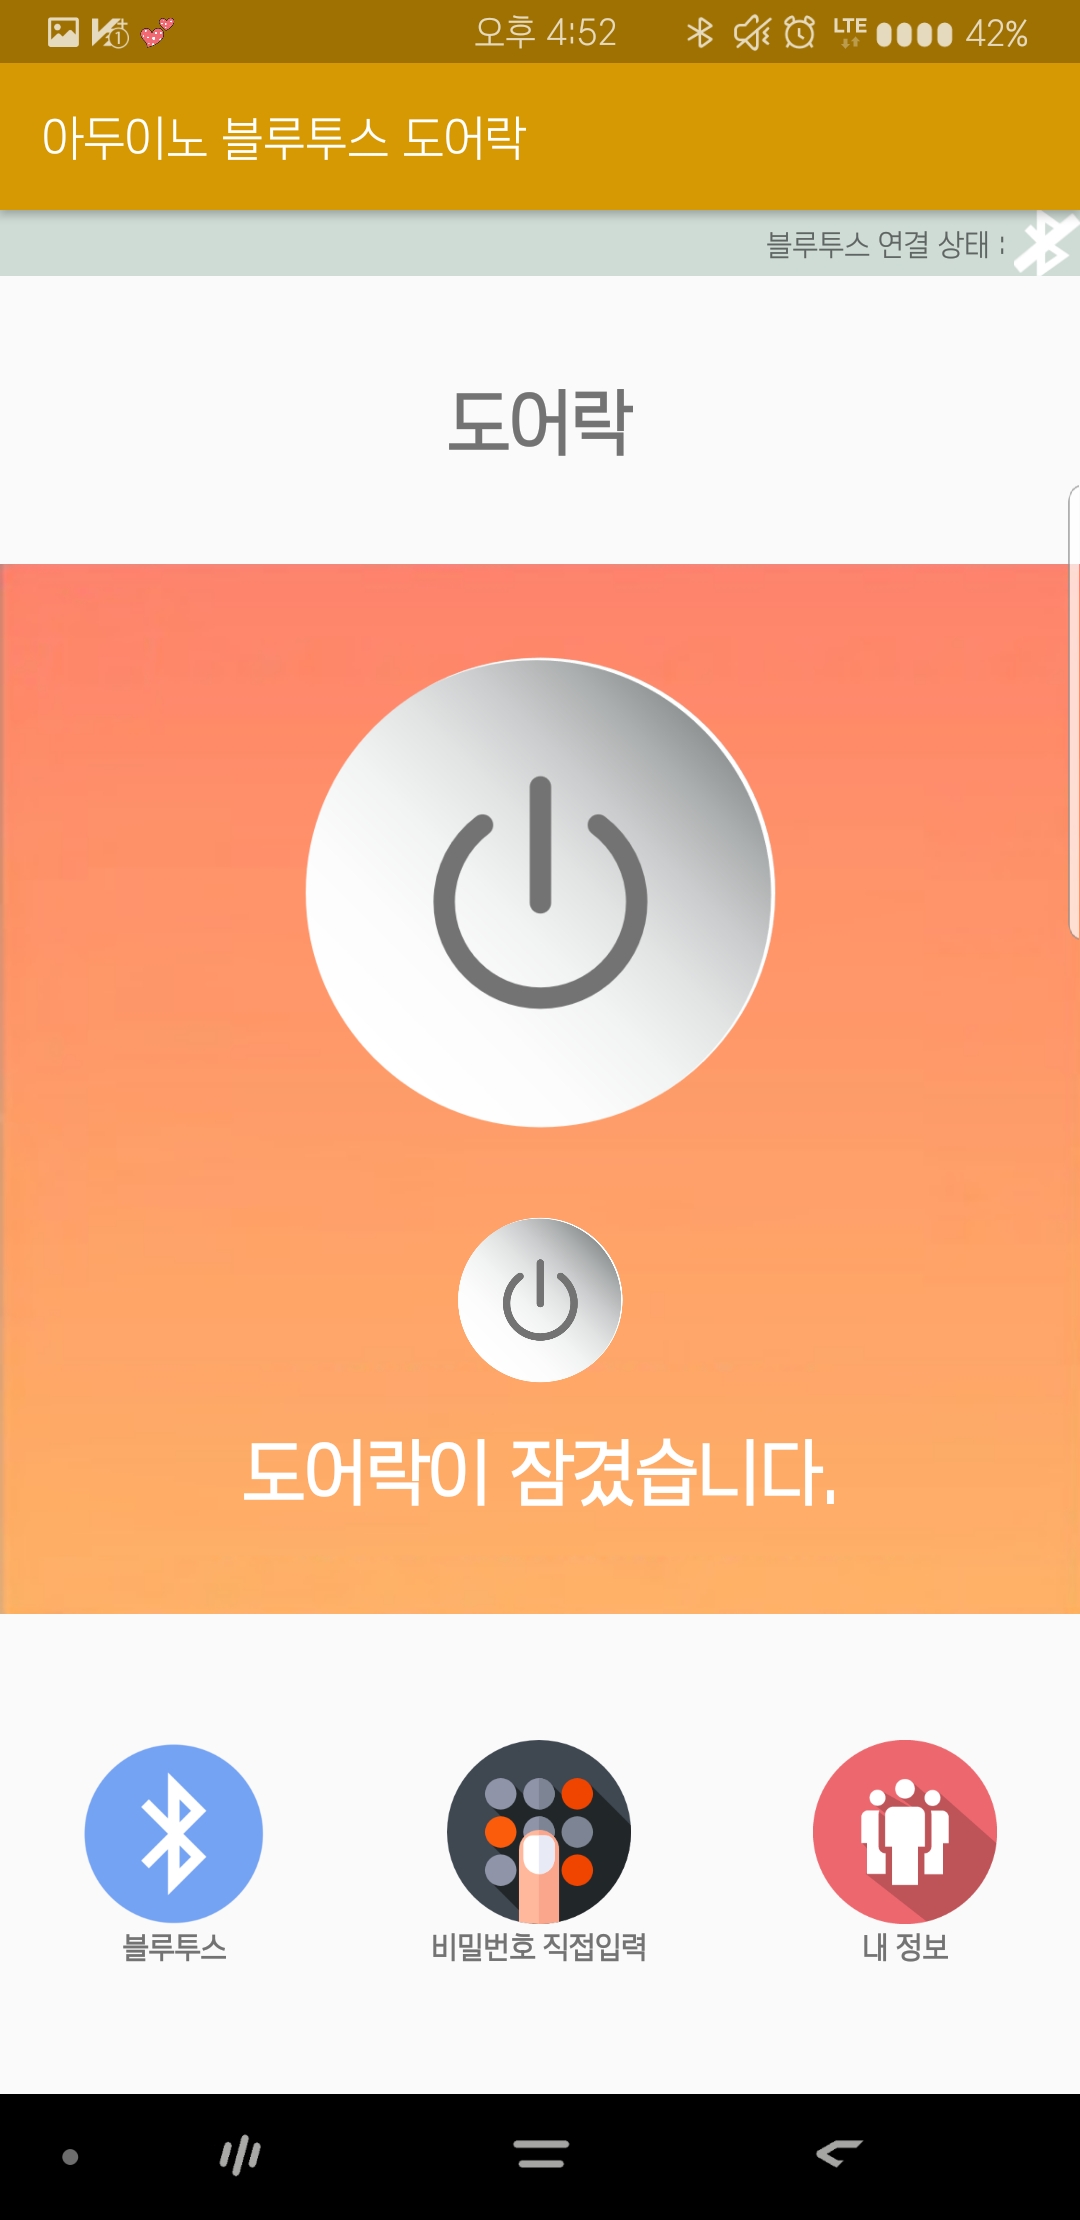 오후 4:52
LTE
42%
아두이노 블루투스 도어락
블루투스 연결 상태 :
도어락
도어락이 잠겼습니다.
블루투스
비밀번호 직접입력
내 정보